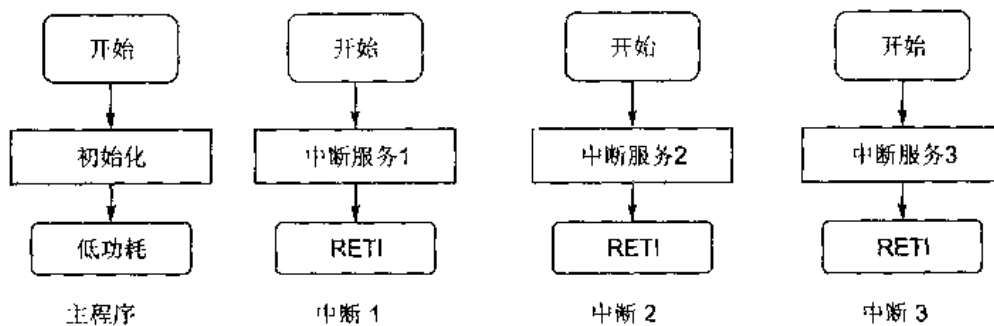 开始 开始 开始 开始
初始化 中断服务1 中断服务2 中断服务3
低功耗 RETI RETI RETI
主程序 中断 1 中断 2 中断 3